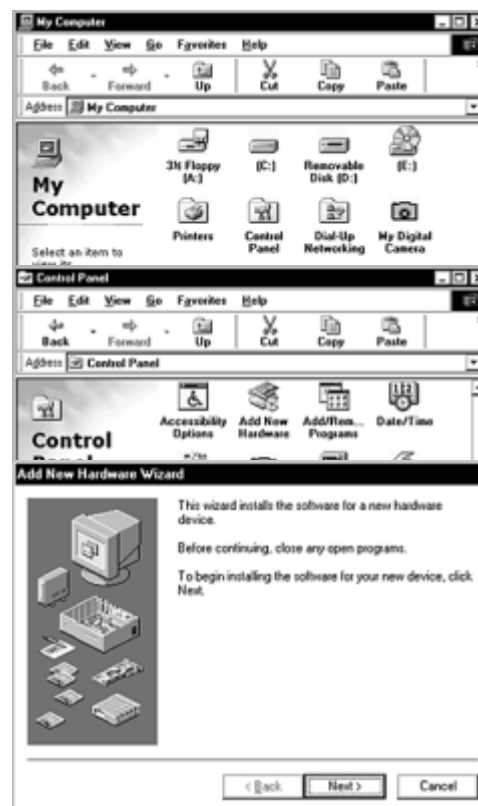 My Computer
File Edit View Go Favorites Help
Back Forward Up Cut Copy Paste
Address My Computer
My Computer
3½ Floppy [A:] [C:] Removable Disk [D:] [E:]
Printers Control Panel Dial-Up Networking My Digital Camera
Select an item to
Control Panel
File Edit View Go Favorites Help
Back Forward Up Cut Copy Paste
Address Control Panel
Control
Accessibility Options Add New Hardware Add/Rem... Programs Date/Time
Add New Hardware Wizard
This wizard installs the software for a new hardware
device.
Before continuing, close any open programs.
To begin installing the software for your new device, click
Next.
< Back Next > Cancel